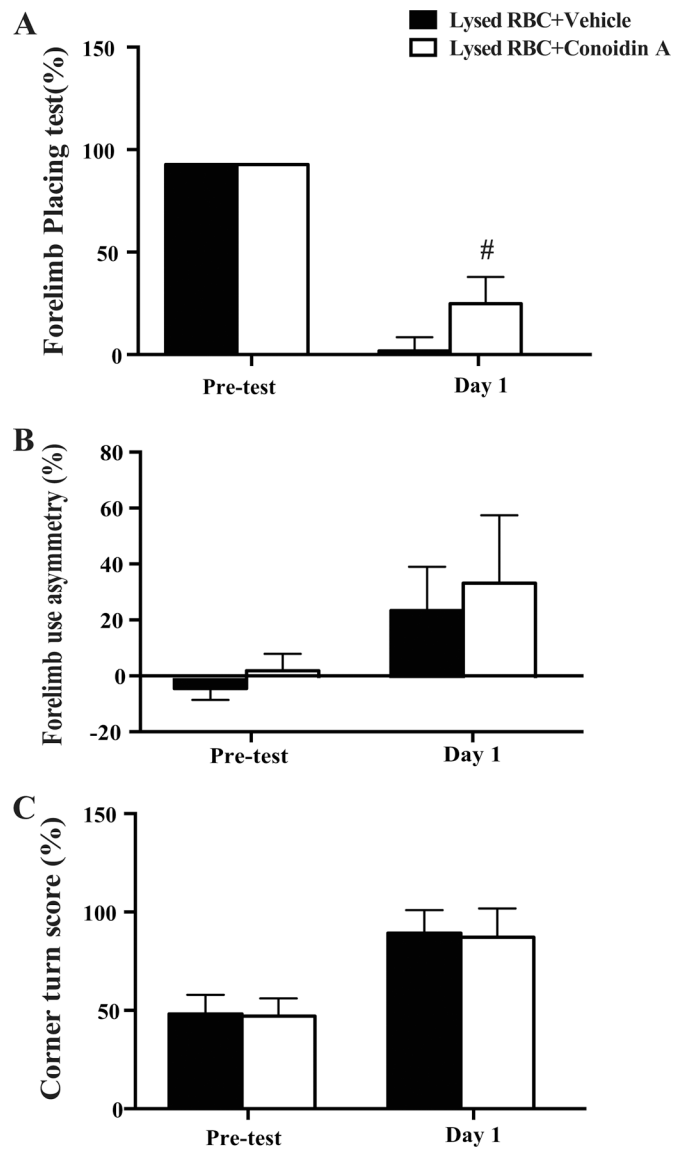 A
Lysed RBC+Vehicle
Lysed RBC+Conoidin A
Forelimb Placing test(%)
150
100
50
0
#
Pre-test
Day 1
B
Forelimb use asymmetry (%)
80
60
40
20
0
-20
Pre-test
Day 1
C
Corner turn score (%)
150
100
50
0
Pre-test
Day 1